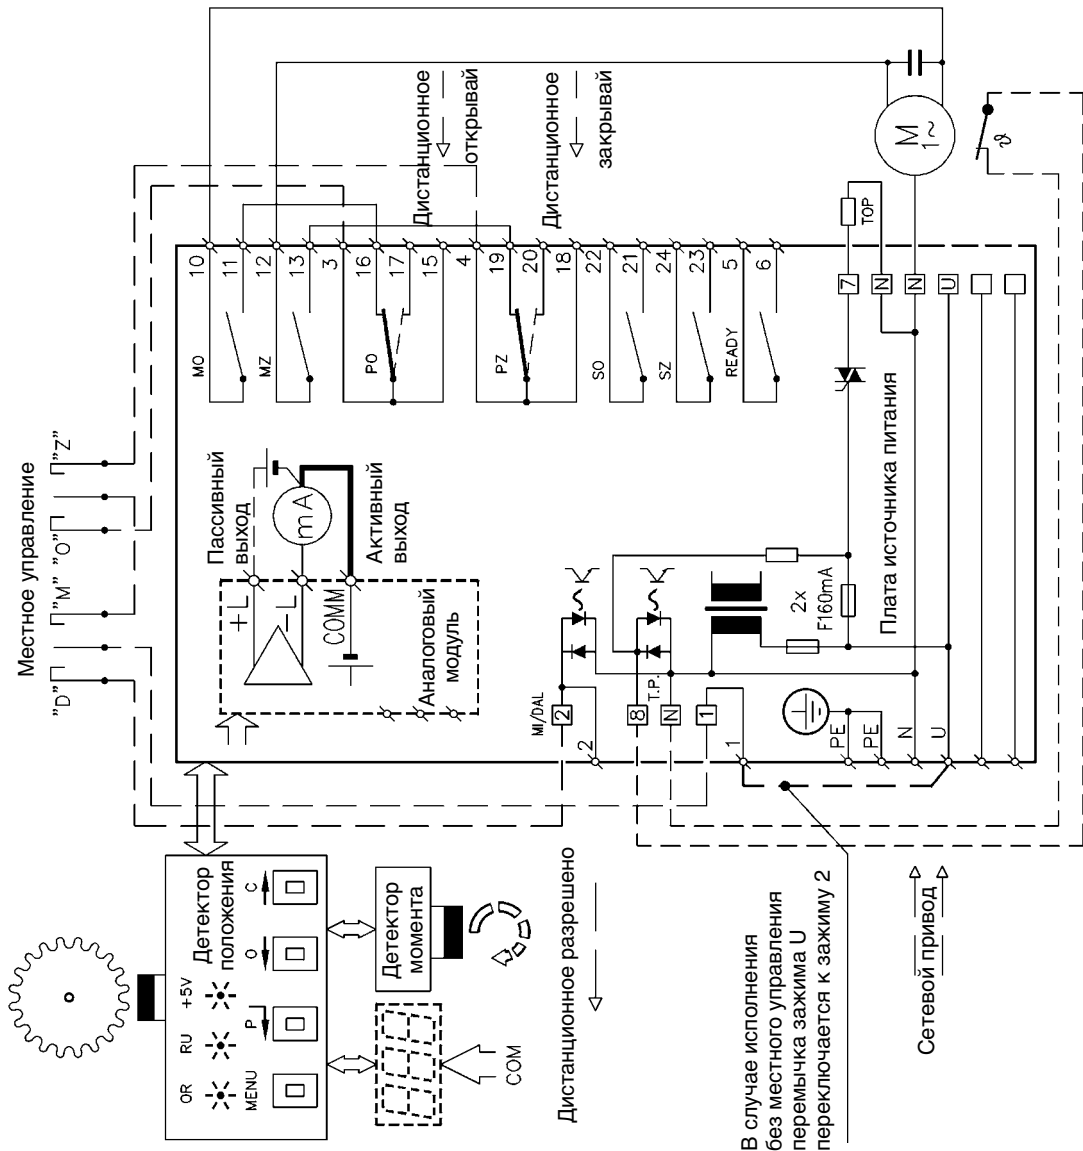 Местное управление
"D"
"M"
"O"
"Z"
Дистанционное
открывай
Дистанционное
закрывай
10
11
12
13
3
16
17
15
4
19
20
18
22
21
24
23
5
6
MO
MZ
PO
PZ
SO
SZ
READY
M
1~
ϑ
TOP
7
N
N
U
Пассивный
выход
mA
Активный
выход
+L
-L
COMM
Аналоговый
модуль
2x
F160mA
Плата источника питания
MI/DAL
2
2
8
T.P.
N
1
1
PE
PE
N
U
Детектор
положения
+5V
RU
OR
C
O
P
MENU
Детектор
момента
COM
Дистанционное разрешено
В случае исполнения
без местного управления
перемычка зажима U
переключается к зажиму 2
Сетевой привод